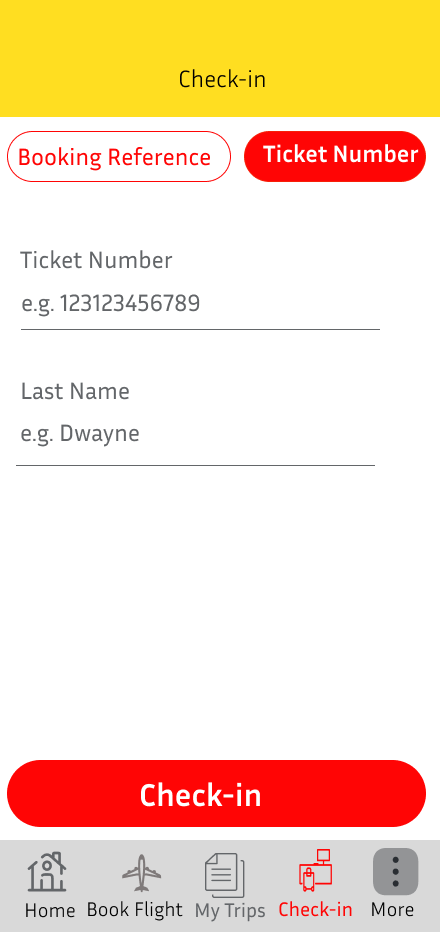 Check-in
Booking Reference
Ticket Number
Ticket Number
e.g. 123123456789
Last Name
e.g. Dwayne
Check-in
Home
Book Flight
My Trips
Check-in
More